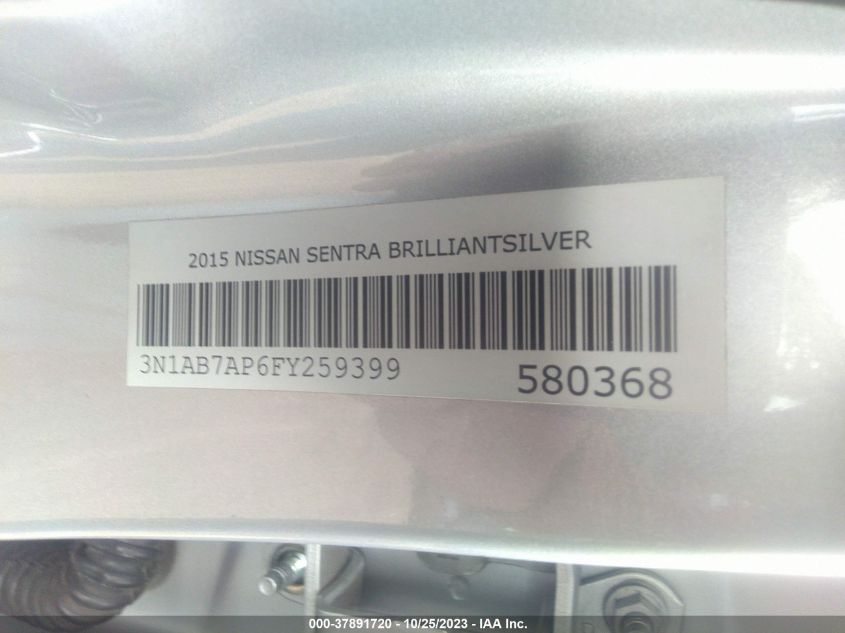 2015 NISSAN SENTRA BRILLIANTSILVER
3N1AB7AP6FY259399
580368
000-37891720 - 10/25/2023 - IAA Inc.